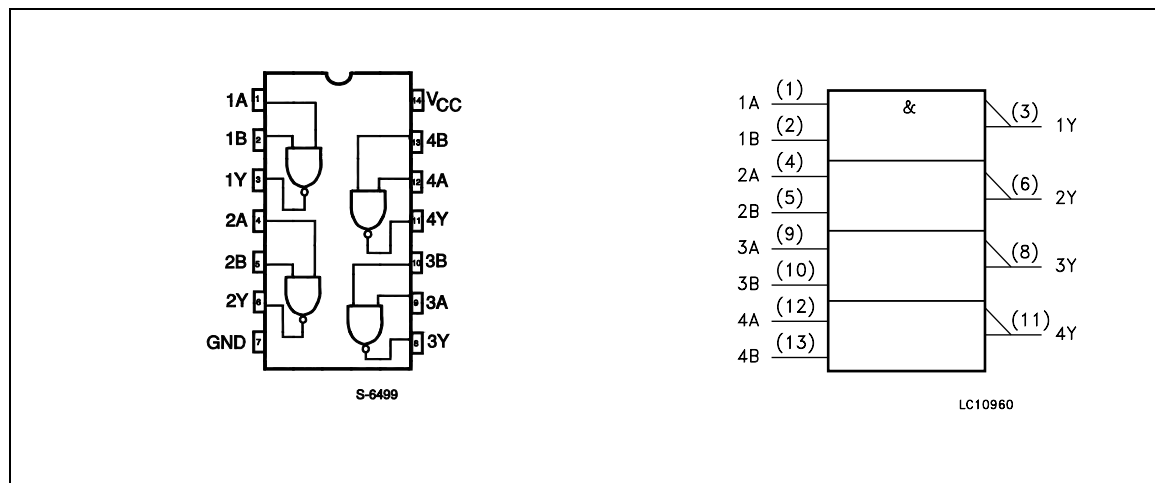 1A 1
1B 2
1Y 3
2A 4
2B 5
2Y 6
GND 7
14 VCC
13 4B
12 4A
11 4Y
10 3B
9 3A
8 3Y
S-6499
&
1A (1)
1B (2)
2A (4)
2B (5)
3A (9)
3B (10)
4A (12)
4B (13)
(3) 1Y
(6) 2Y
(8) 3Y
(11) 4Y
LC10960